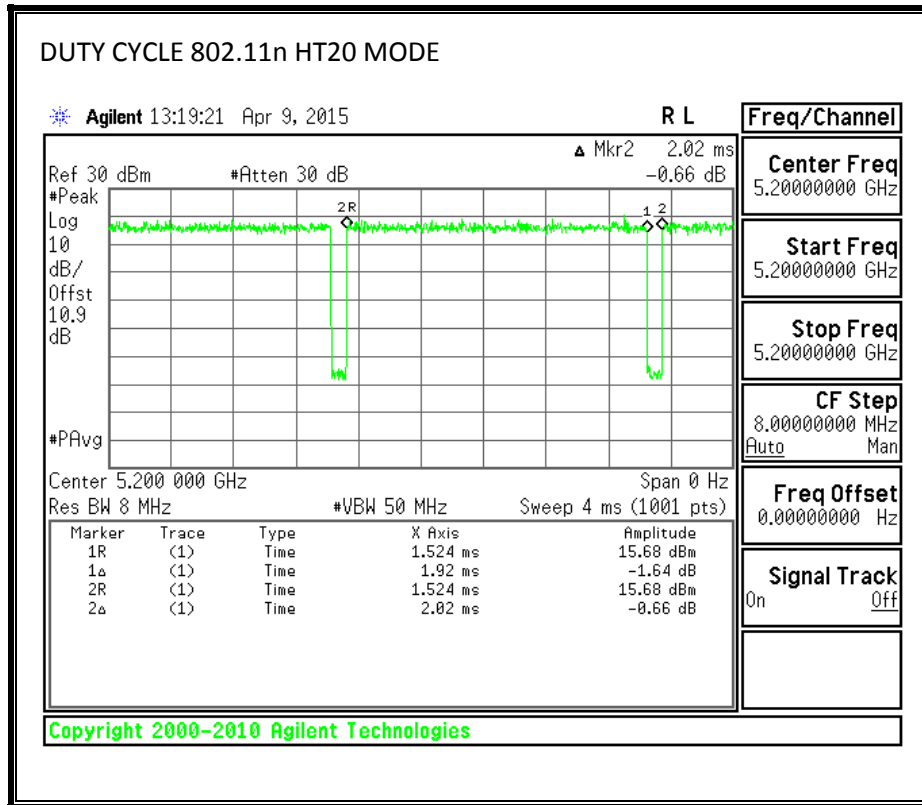 DUTY CYCLE 802.11n HT20 MODE
Agilent 13:19:21 Apr 9, 2015 R L
Δ Mkr2 2.02 ms
Ref 30 dBm #Atten 30 dB -0.66 dB
#Peak
Log
10
dB/
Offst
10.9
dB
#PAvg
2R
1 2
Center 5.200 000 GHz Span 0 Hz
Res BW 8 MHz #VBW 50 MHz Sweep 4 ms (1001 pts)
Marker Trace Type X Axis Amplitude
1R (1) Time 1.524 ms 15.68 dBm
1Δ (1) Time 1.92 ms -1.64 dB
2R (1) Time 1.524 ms 15.68 dBm
2Δ (1) Time 2.02 ms -0.66 dB
Freq/Channel
Center Freq
5.20000000 GHz
Start Freq
5.20000000 GHz
Stop Freq
5.20000000 GHz
CF Step
8.00000000 MHz
Auto Man
Freq Offset
0.00000000 Hz
Signal Track
On Off
Copyright 2000-2010 Agilent Technologies